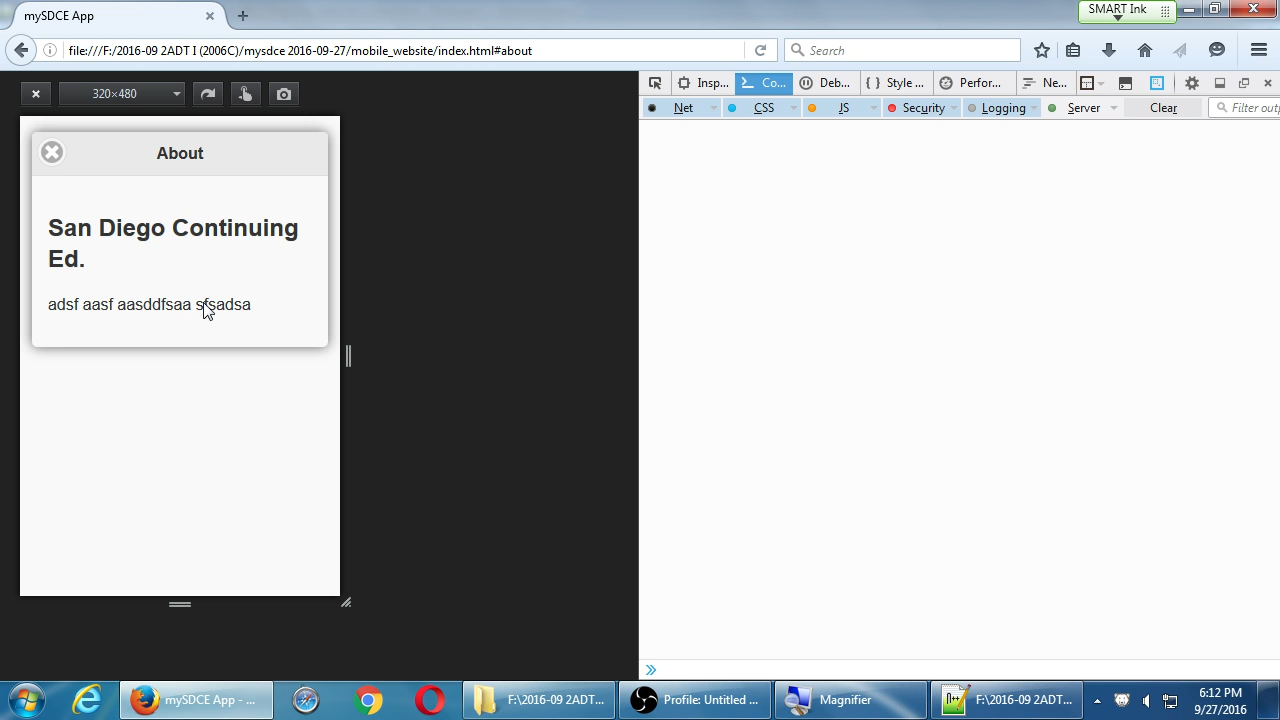 mySDCE App
SMART Ink
file:///F:/2016-09 2ADT I (2006C)/mysdce 2016-09-27/mobile_website/index.html#about
Search
320×480
Insp...
Co...
Deb...
Style ...
Perfor...
Ne...
Net
CSS
JS
Security
Logging
Server
Clear
Filter outp
About
San Diego Continuing
Ed.
adsf aasf aasddfsaa sfsadsa
mySDCE App - ...
F:\2016-09 2ADT...
Profile: Untitled ...
Magnifier
F:\2016-09 2ADT...
6:12 PM
9/27/2016